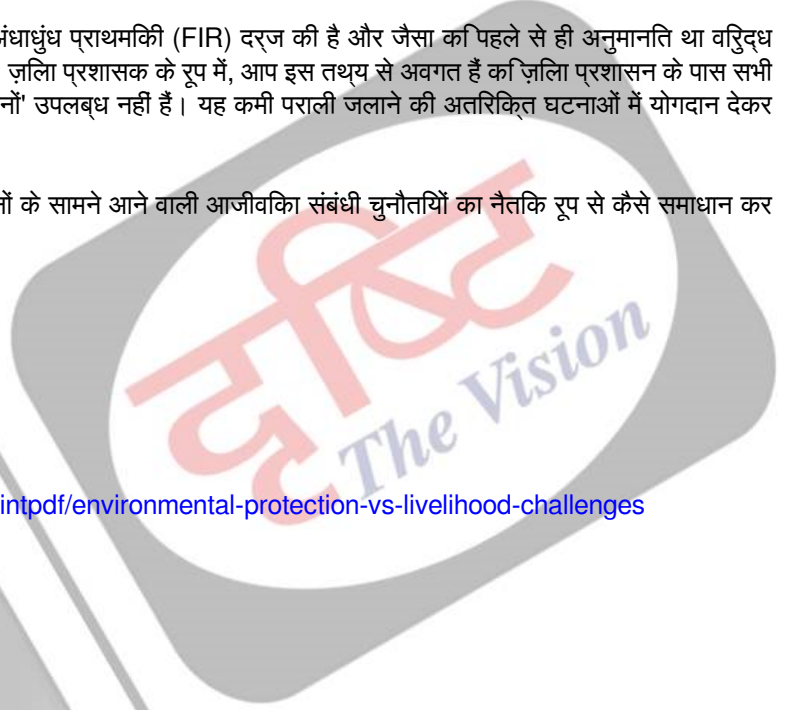 अंधाधुंध प्राथमिकी (FIR) दर्ज की है और जैसा कि पहले से ही अनुमानित था विरुद्ध
ज़िला प्रशासक के रूप में, आप इस तथ्य से अवगत हैं कि ज़िला प्रशासन के पास सभी
नों' उपलब्ध नहीं हैं। यह कमी पराली जलाने की अतिरिक्त घटनाओं में योगदान देकर
नों के सामने आने वाली आजीविका संबंधी चुनौतियों का नैतिक रूप से कैसे समाधान कर
दृष्टि
The Vision
intpdf/environmental-protection-vs-livelihood-challenges